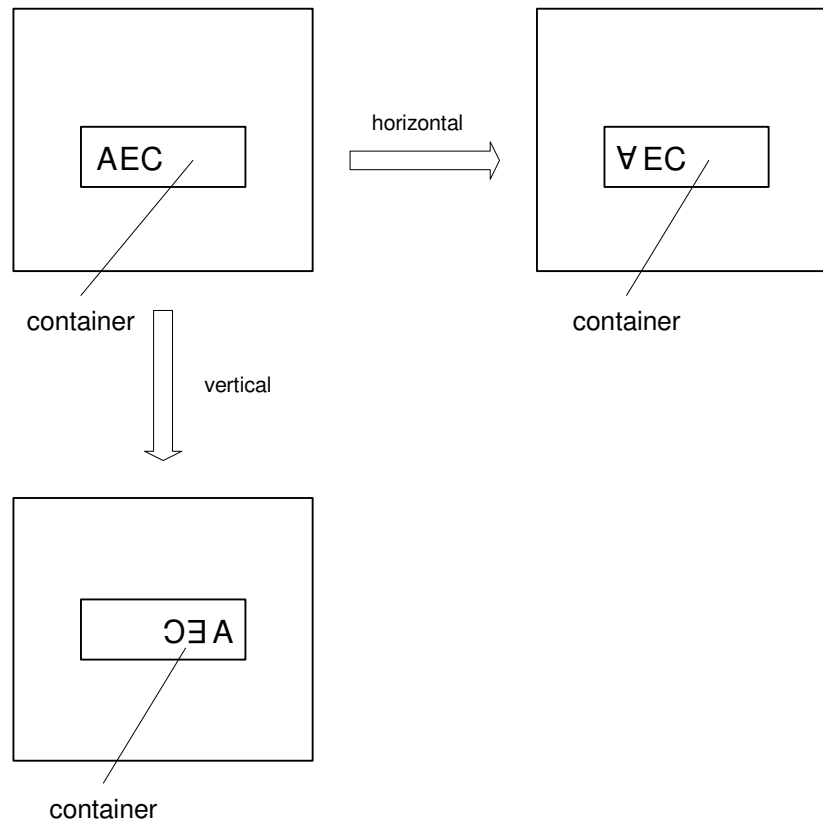 AEC
horizontal
∀ EC
container
container
vertical
ƆƎ A
container